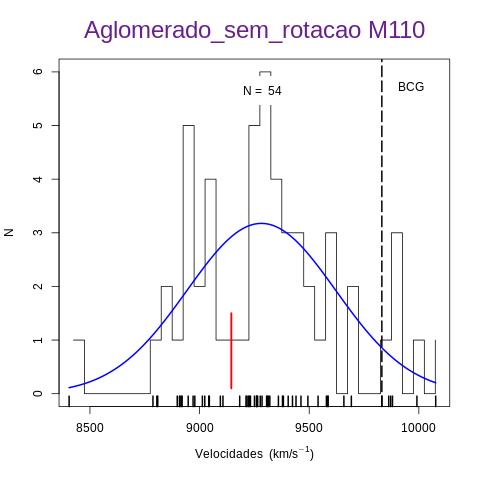 Aglomerado_sem_rotacao M110
N = 54
BCG
6
5
4
3
2
1
0
N
8500 9000 9500 10000
Velocidades (km/s⁻¹)